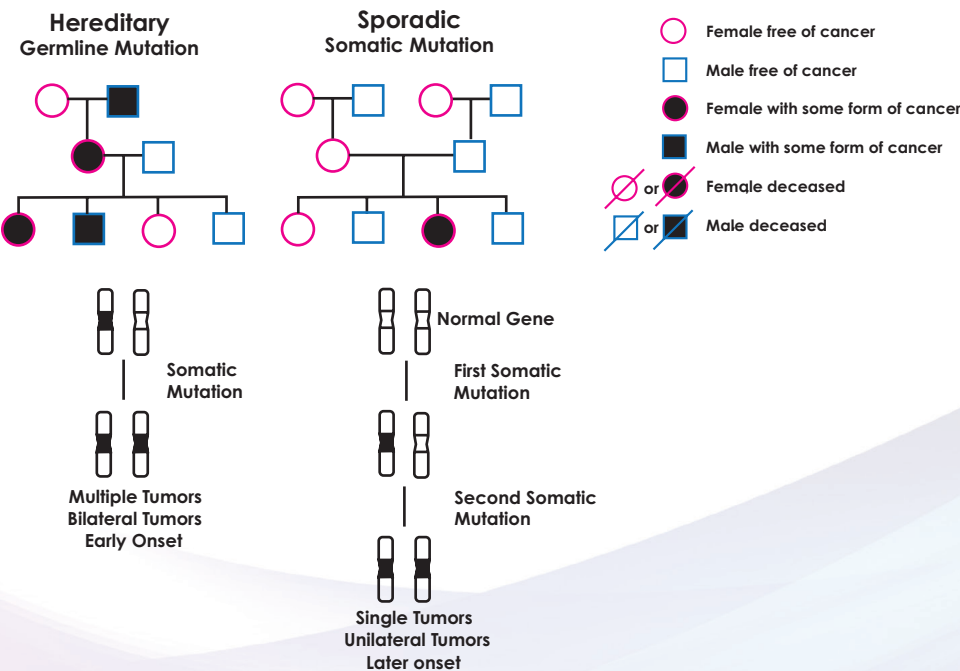 Hereditary
Germline Mutation
Sporadic
Somatic Mutation
Female free of cancer
Male free of cancer
Female with some form of cancer
Male with some form of cancer
or Female deceased
or Male deceased
Somatic
Mutation
Multiple Tumors
Bilateral Tumors
Early Onset
Normal Gene
First Somatic
Mutation
Second Somatic
Mutation
Single Tumors
Unilateral Tumors
Later onset